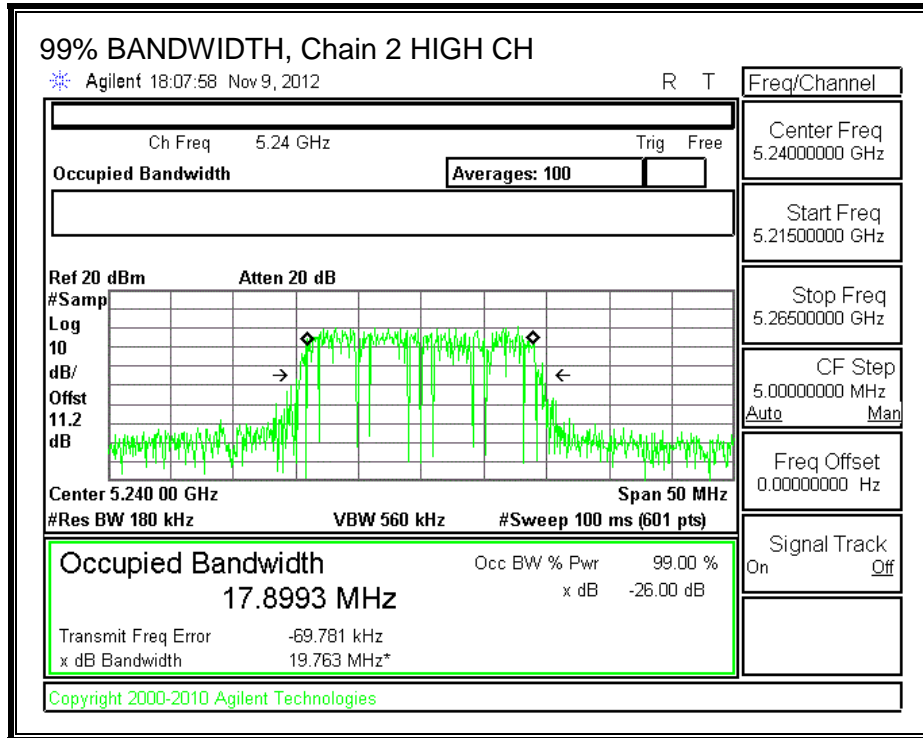 99% BANDWIDTH, Chain 2 HIGH CH
Agilent 18:07:58 Nov 9, 2012 R T
Freq/Channel
Ch Freq 5.24 GHz Trig Free
Occupied Bandwidth Averages: 100
Center Freq
5.24000000 GHz
Start Freq
5.21500000 GHz
Stop Freq
5.26500000 GHz
CF Step
5.00000000 MHz
Auto Man
Freq Offset
0.00000000 Hz
Signal Track
On Off
Ref 20 dBm Atten 20 dB
#Samp
Log
10
dB/
Offst
11.2
dB
Center 5.240 00 GHz Span 50 MHz
#Res BW 180 kHz VBW 560 kHz #Sweep 100 ms (601 pts)
Occupied Bandwidth Occ BW % Pwr 99.00 %
17.8993 MHz x dB -26.00 dB
Transmit Freq Error -69.781 kHz
x dB Bandwidth 19.763 MHz*
Copyright 2000-2010 Agilent Technologies